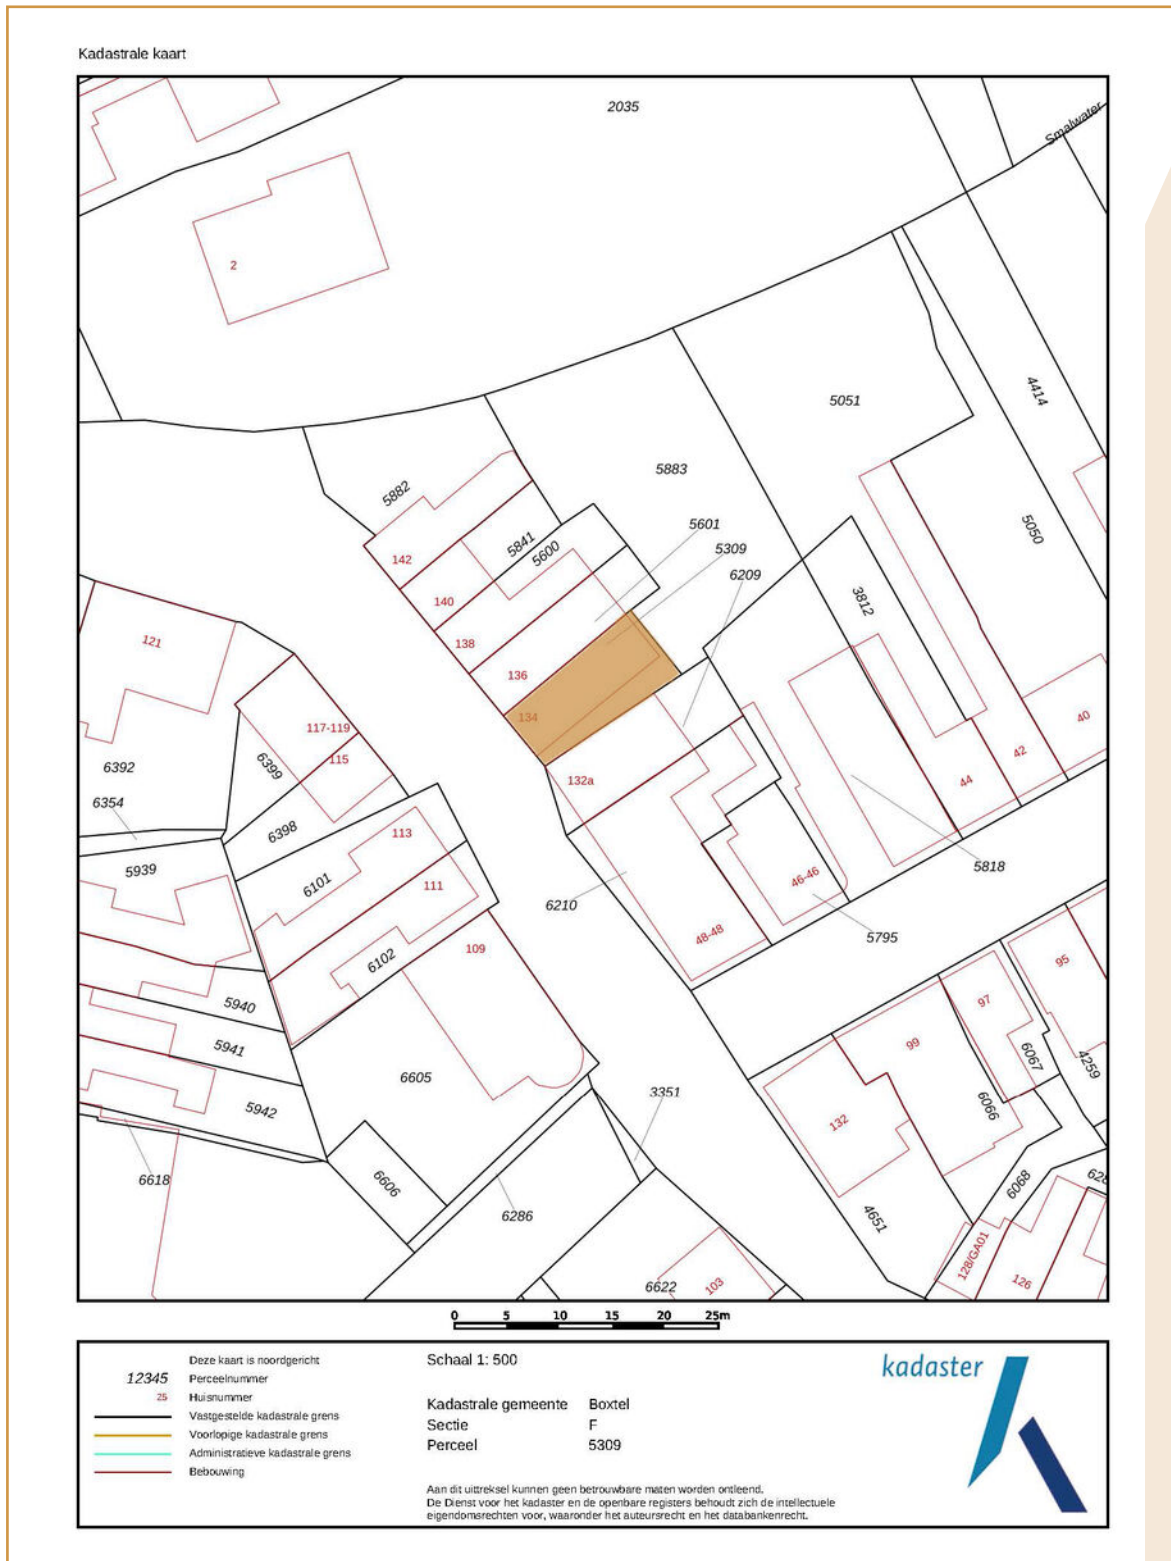 Kadastrale kaart
2035
Smalwater
2
4414
5051
5883
5882
5601
5050
5841
5309
5600
142
6209
3812
140
138
121
136
134
40
117-119
42
115
6399
6392
132a
44
6354
6398
113
5818
5939
46-46
6101
111
6210
48-48
5795
109
6102
95
97
5940
99
5941
6067
4259
6605
3351
6066
5942
132
6618
6606
6068
6286
4651
128/GA01
126
6622
103
0 5 10 15 20 25m
Deze kaart is noordgericht
12345 Perceelnummer
25 Huisnummer
Vastgestelde kadastrale grens
Voorlopige kadastrale grens
Administratieve kadastrale grens
Bebouwing
Schaal 1: 500
Kadastrale gemeente Boxtel
Sectie F
Perceel 5309
Aan dit uittreksel kunnen geen betrouwbare maten worden ontleend.
De Dienst voor het kadaster en de openbare registers behoudt zich de intellectuele
eigendomsrechten voor, waaronder het auteursrecht en het databankenrecht.
kadaster